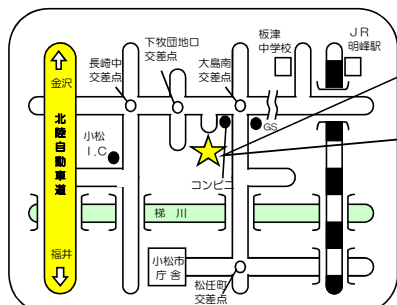 金沢
北陸自動車道
福井
長崎中
交差点
下牧団地口
交差点
大島南
交差点
板津
中学校
JR
明峰駅
小松
I.C
GS
コンビニ
梯川
小松市
庁舎
松任町
交差点